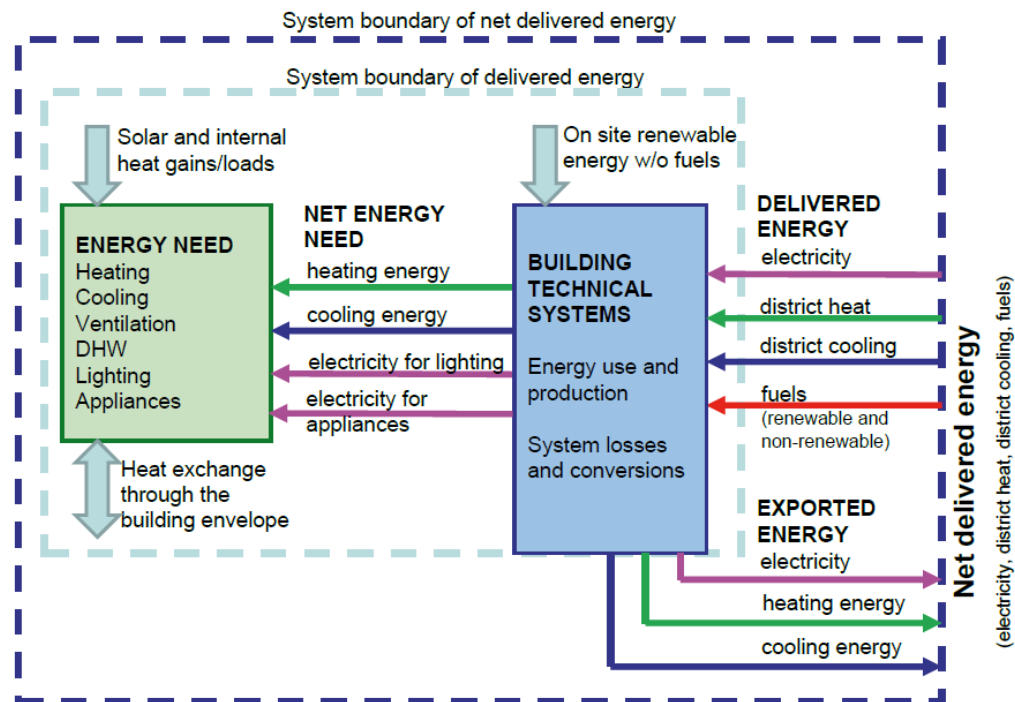 System boundary of net delivered energy
System boundary of delivered energy
Solar and internal
heat gains/loads
On site renewable
energy w/o fuels
ENERGY NEED
Heating
Cooling
Ventilation
DHW
Lighting
Appliances
NET ENERGY
NEED
heating energy
cooling energy
electricity for lighting
electricity for
appliances
BUILDING
TECHNICAL
SYSTEMS
Energy use and
production
System losses
and conversions
DELIVERED
ENERGY
electricity
district heat
district cooling
fuels
(renewable and
non-renewable)
Heat exchange
through the
building envelope
EXPORTED
ENERGY
electricity
heating energy
cooling energy
Net delivered energy
(electricity, district heat, district cooling, fuels)